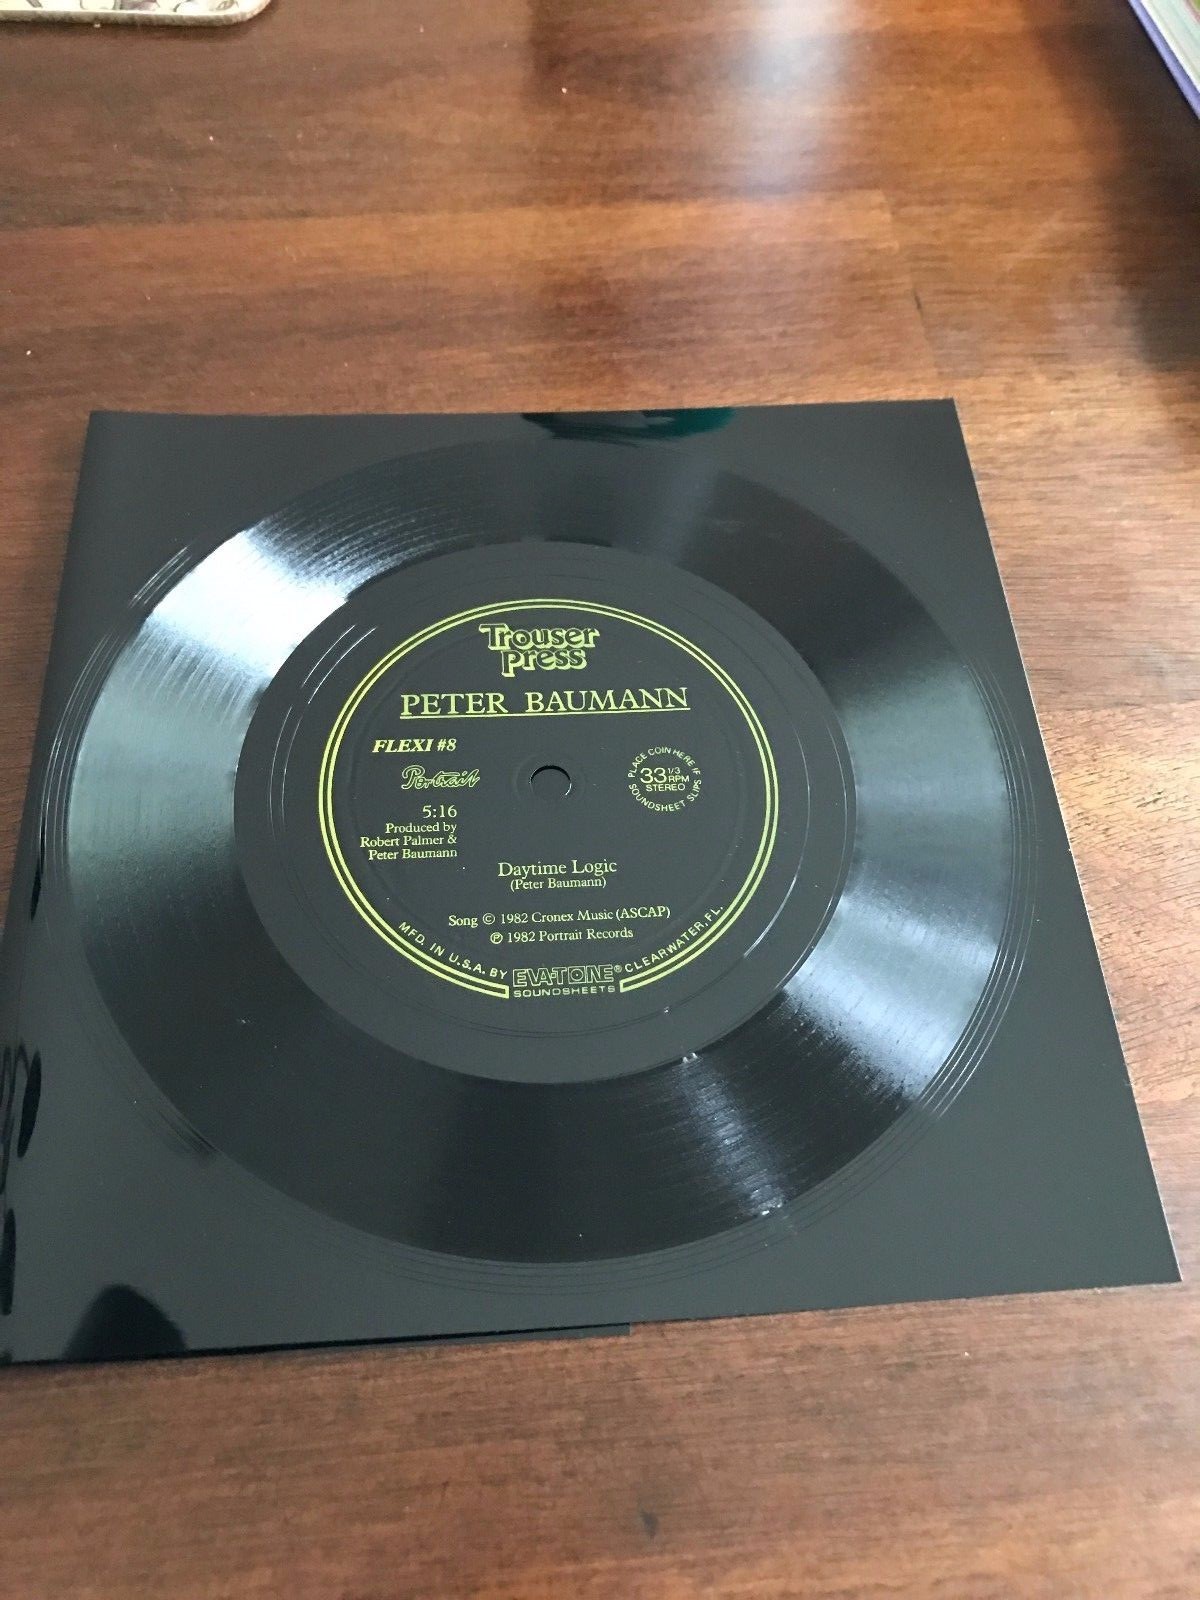 Trouser
Press
PETER BAUMANN
FLEXI #8
Portrait
5:16
Produced by
Robert Palmer &
Peter Baumann
PLACE COIN HERE IF
SOUNDSHEET SLIPS
33 1/3
RPM
STEREO
Daytime Logic
(Peter Baumann)
Song © 1982 Cronex Music (ASCAP)
℗ 1982 Portrait Records
MFD. IN U.S.A. BY EVA-TONE® CLEARWATER, FL.
SOUNDSHEETS